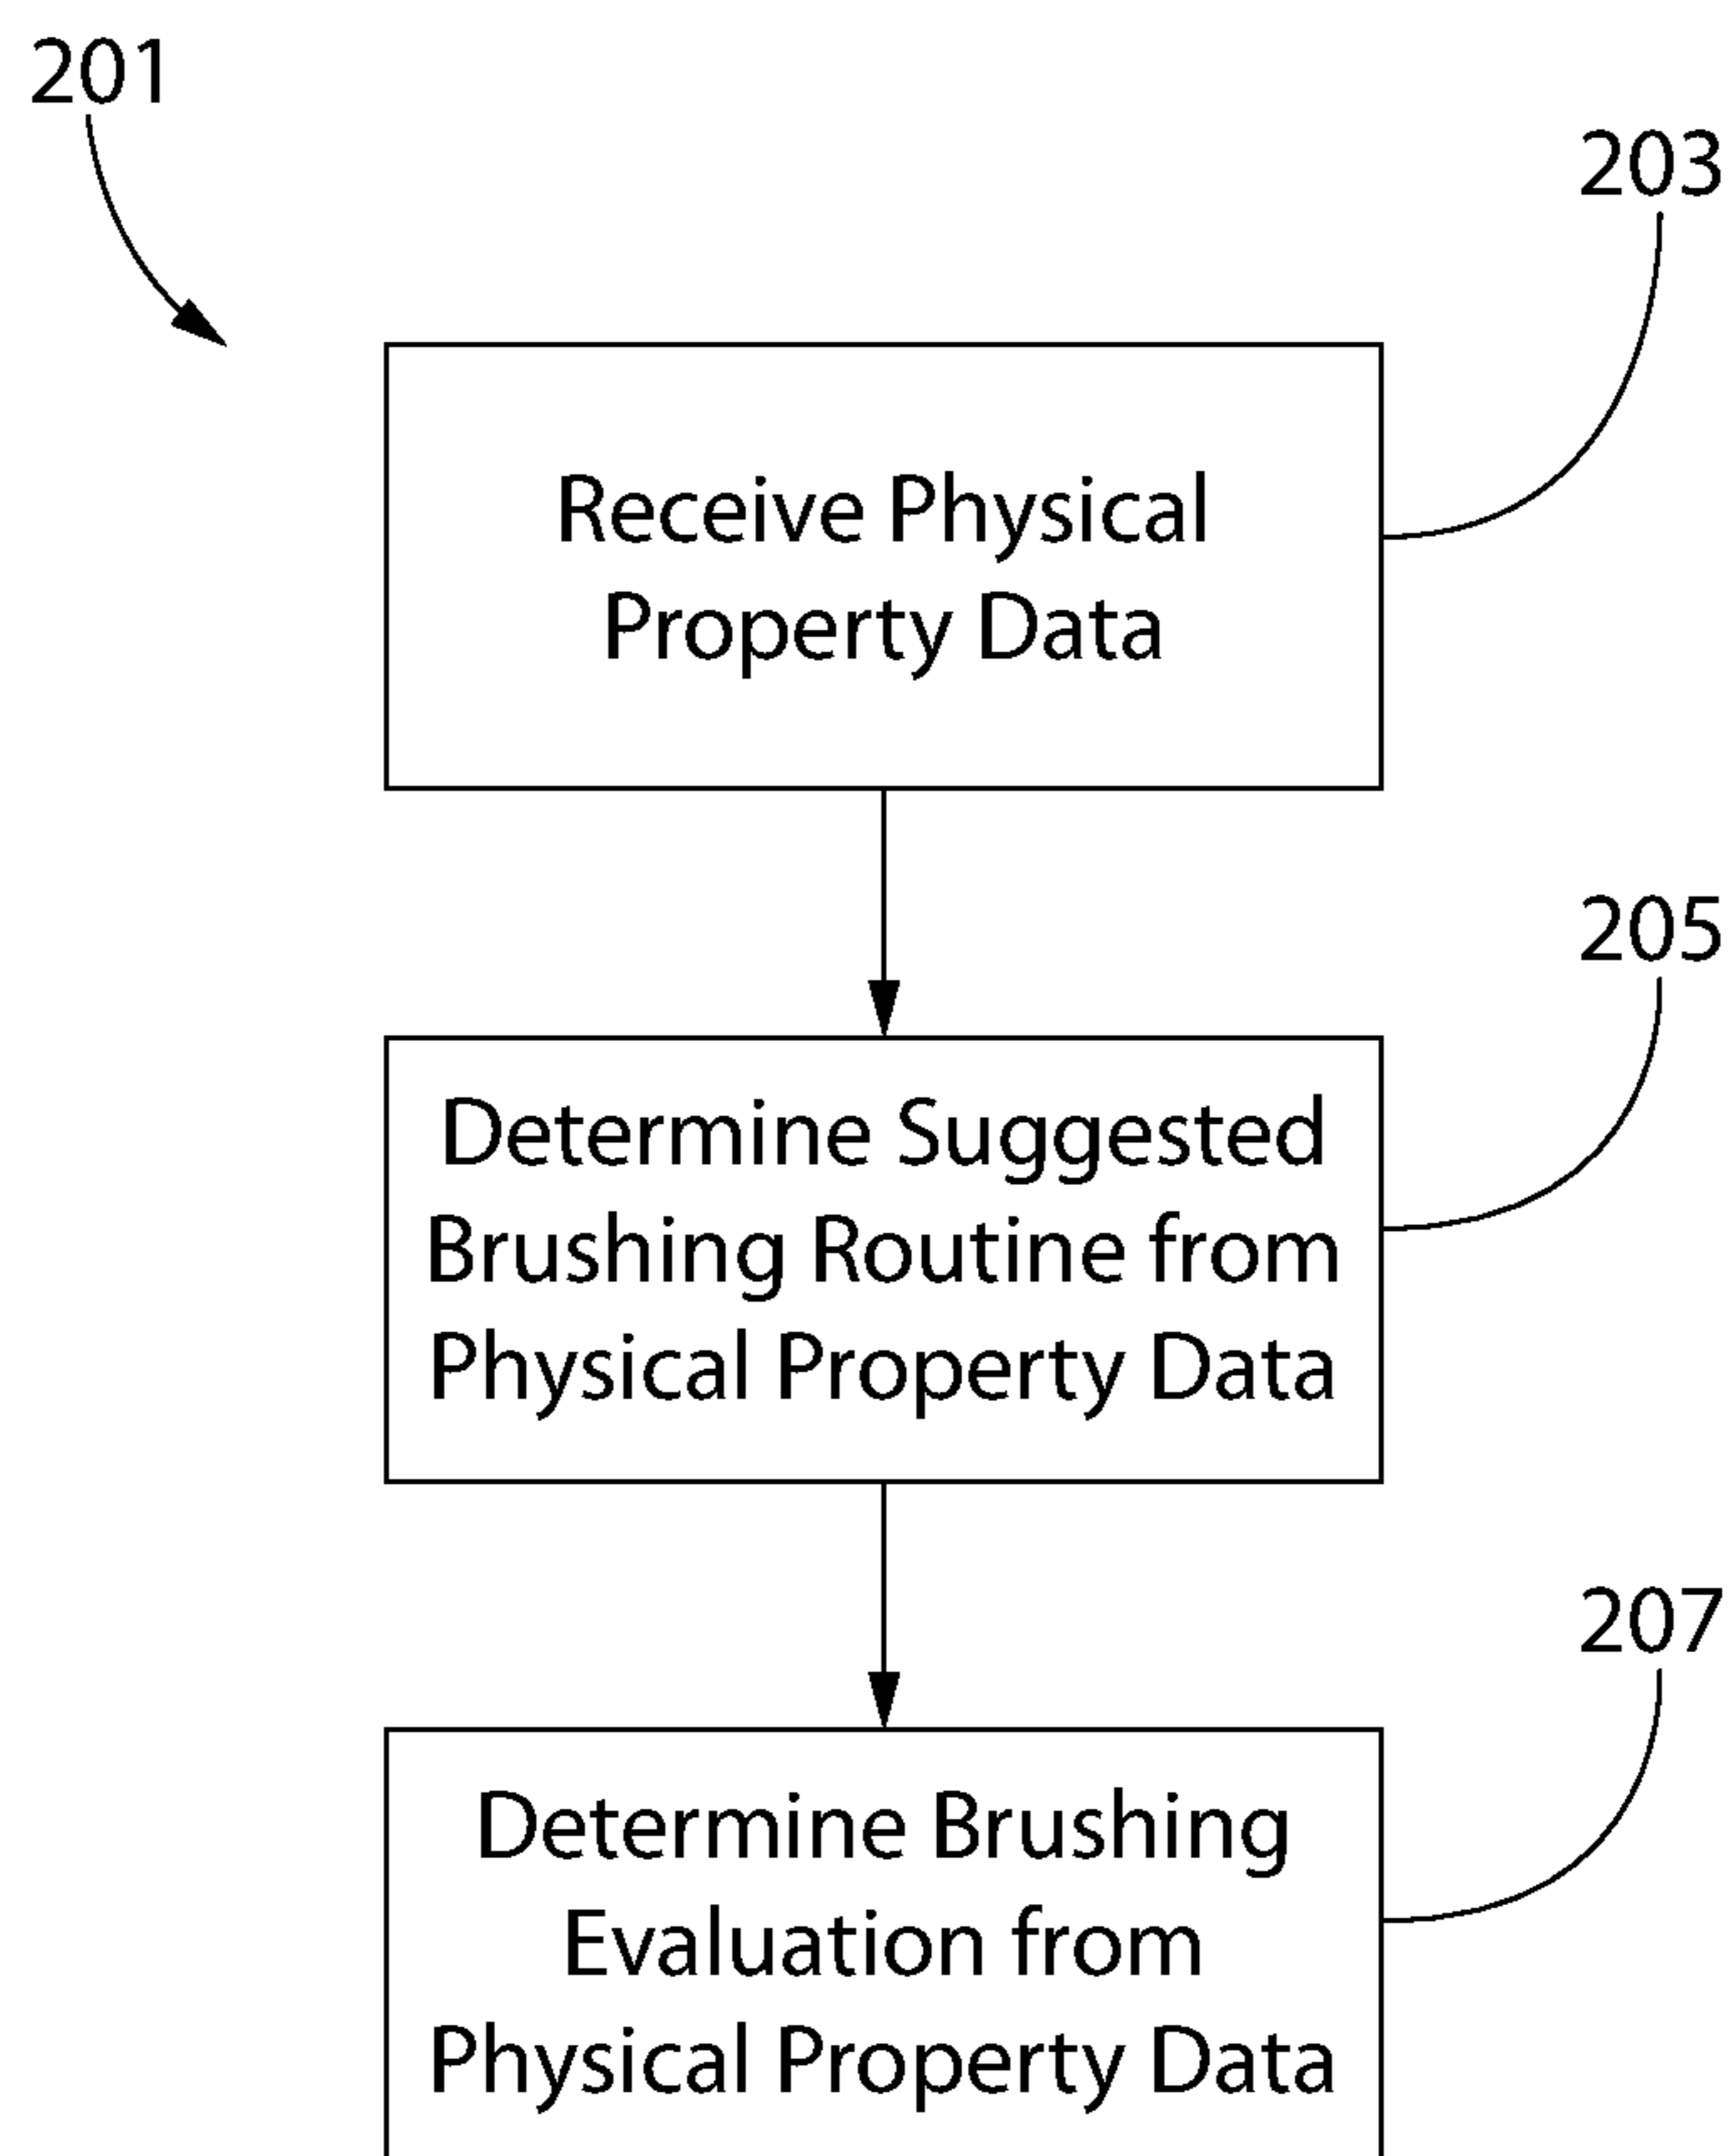 201
203
Receive Physical
Property Data
205
Determine Suggested
Brushing Routine from
Physical Property Data
207
Determine Brushing
Evaluation from
Physical Property Data